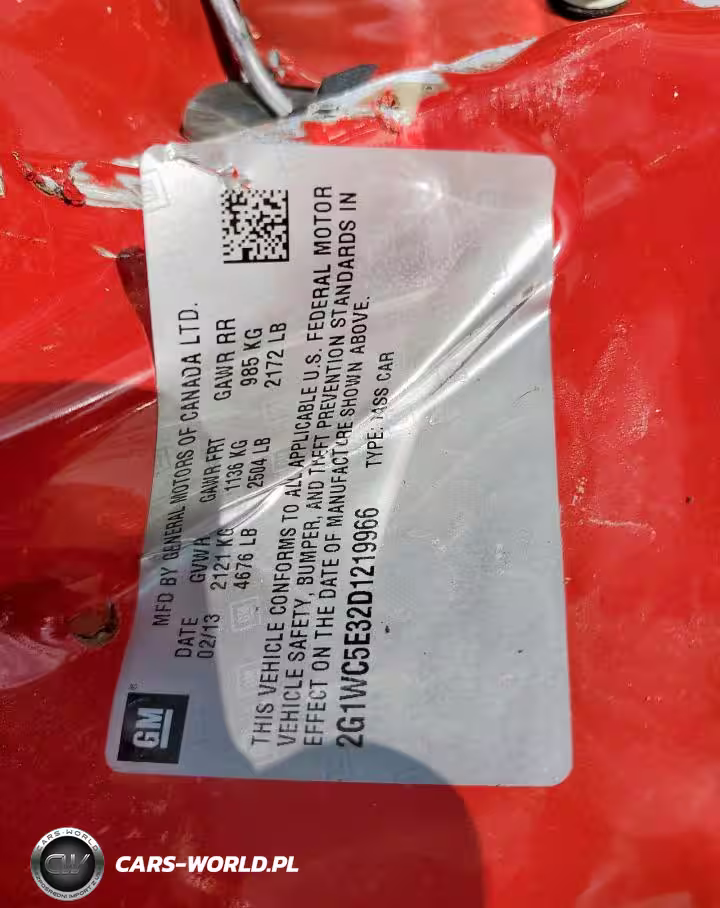 MFD BY GENERAL MOTORS OF CANADA LTD.
DATE GVWR GAWR FRT GAWR RR
02/13 2121 KG 1136 KG 985 KG
4676 LB 2504 LB 2172 LB
THIS VEHICLE CONFORMS TO ALL APPLICABLE U.S. FEDERAL MOTOR
VEHICLE SAFETY, BUMPER, AND THEFT PREVENTION STANDARDS IN
EFFECT ON THE DATE OF MANUFACTURE SHOWN ABOVE.
2G1WC5E32D1219966 TYPE: CAR
GM
CARS-WORLD
CW
CARS-WORLD.PL